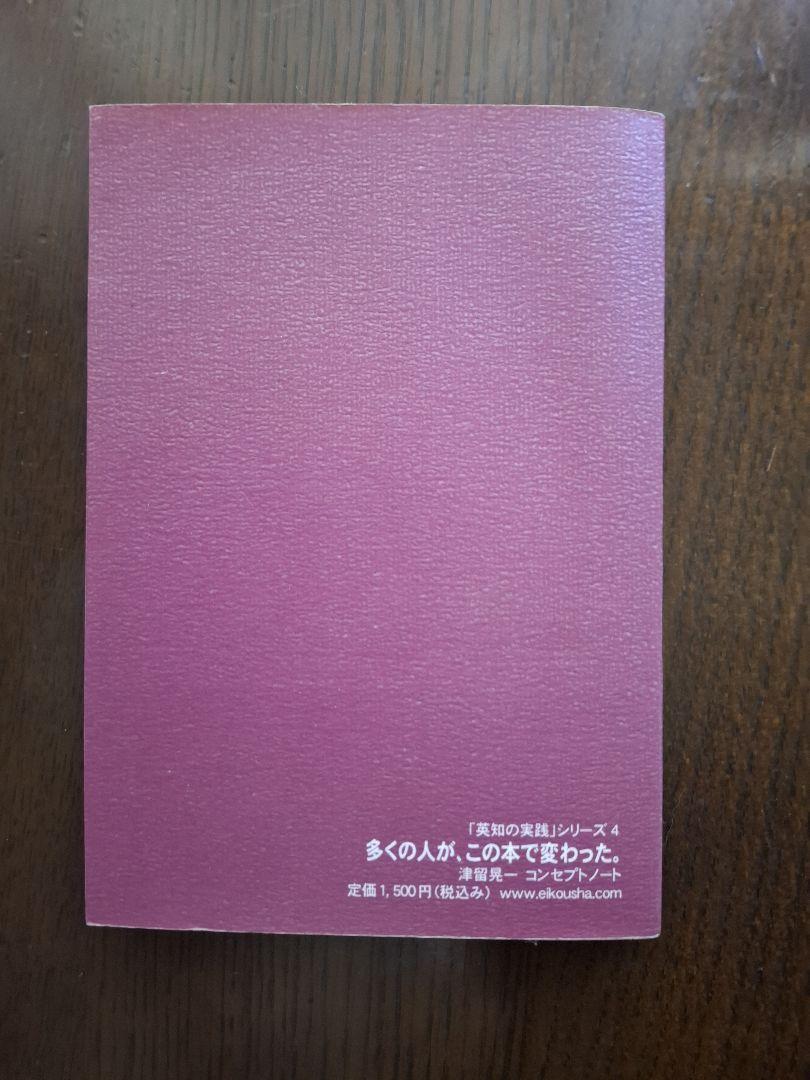 「英知の実践」シリーズ 4
多くの人が、この本で変わった。
津留晃一 コンセプトノート
定価1,500円(税込み) www.eikousha.com